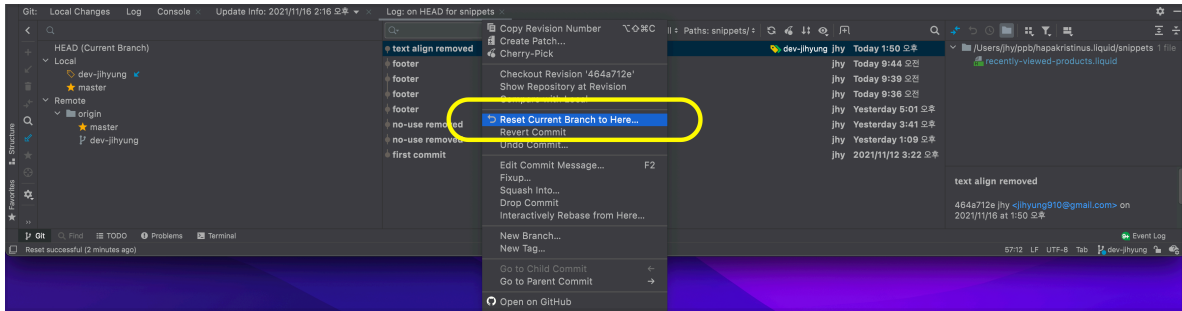 Git: Local Changes Log Console × Update Info: 2021/11/16 2:16 오후 × Log: on HEAD for snippets ×
HEAD (Current Branch)
Local
dev-jihyung
master
Remote
origin
master
dev-jihyung
Structure
Favorites
Paths: snippets/
text align removed dev-jihyung jhy Today 1:50 오후
footer jhy Today 9:44 오전
footer jhy Today 9:39 오전
footer jhy Today 9:36 오전
footer jhy Yesterday 5:01 오후
no-use removed jhy Yesterday 3:41 오후
no-use removed jhy Yesterday 1:09 오후
first commit jhy 2021/11/12 3:22 오후
Copy Revision Number ⌥⇧⌘C
Create Patch...
Cherry-Pick
Checkout Revision '464a712e'
Show Repository at Revision
Compare with Local
Reset Current Branch to Here...
Revert Commit
Undo Commit...
Edit Commit Message... F2
Fixup...
Squash Into...
Drop Commit
Interactively Rebase from Here...
New Branch...
New Tag...
Go to Child Commit ←
Go to Parent Commit →
Open on GitHub
/Users/jhy/ppb/hapakristinus.liquid/snippets 1 file
recently-viewed-products.liquid
text align removed
464a712e jhy <jihyung910@gmail.com> on
2021/11/16 at 1:50 오후
Git Find TODO Problems Terminal Event Log
Reset successful (2 minutes ago) 57:12 LF UTF-8 Tab dev-jihyung